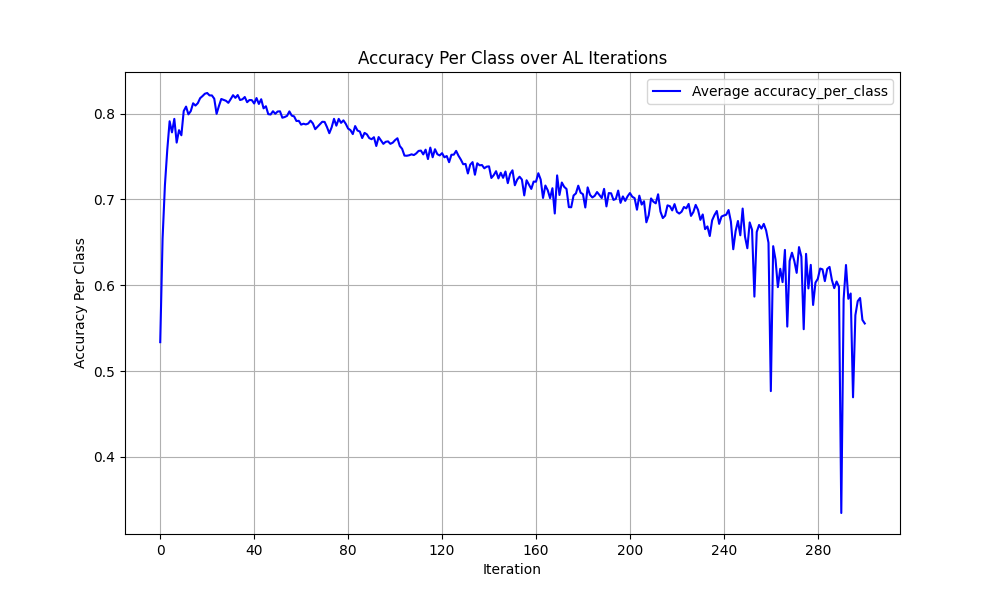 Accuracy Per Class over AL Iterations
Average accuracy_per_class
Accuracy Per Class
0.8
0.7
0.6
0.5
0.4
0 40 80 120 160 200 240 280
Iteration